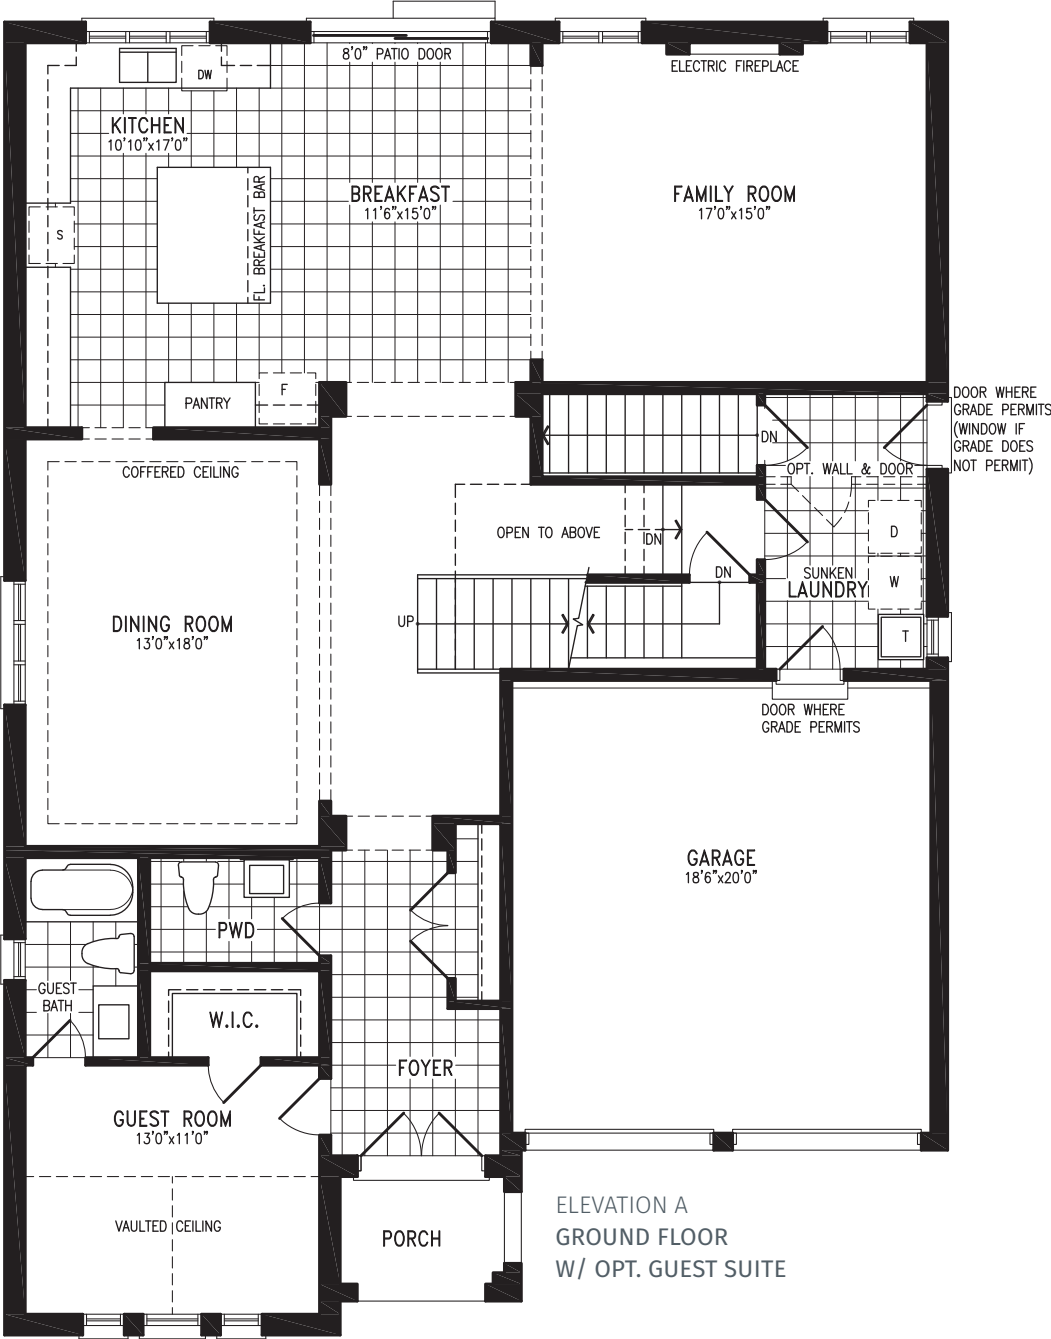 8'0" PATIO DOOR
ELECTRIC FIREPLACE
DW
KITCHEN
10'10"x17'0"
BREAKFAST
11'6"x15'0"
FAMILY ROOM
17'0"x15'0"
S
FL. BREAKFAST BAR
F
PANTRY
DOOR WHERE
GRADE PERMITS
(WINDOW IF
GRADE DOES
NOT PERMIT)
DN
OPT. WALL & DOOR
COFFERED CEILING
OPEN TO ABOVE
DN
D
DN
SUNKEN
LAUNDRY
W
DINING ROOM
13'0"x18'0"
UP
T
DOOR WHERE
GRADE PERMITS
GARAGE
18'6"x20'0"
PWD
GUEST
BATH
W.I.C.
FOYER
GUEST ROOM
13'0"x11'0"
VAULTED CEILING
PORCH
ELEVATION A
GROUND FLOOR
W/ OPT. GUEST SUITE